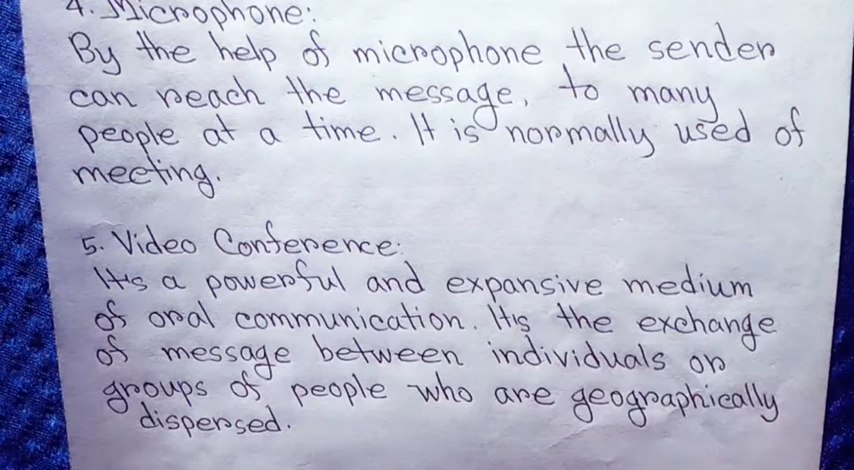 4. Microphone:
By the help of microphone the sender
can reach the message, to many
people at a time. It is normally used of
meeting.
5. Video Conference:
It's a powerful and expansive medium
of oral communication. It's the exchange
of message between individuals or
groups of people who are geographically
dispersed.